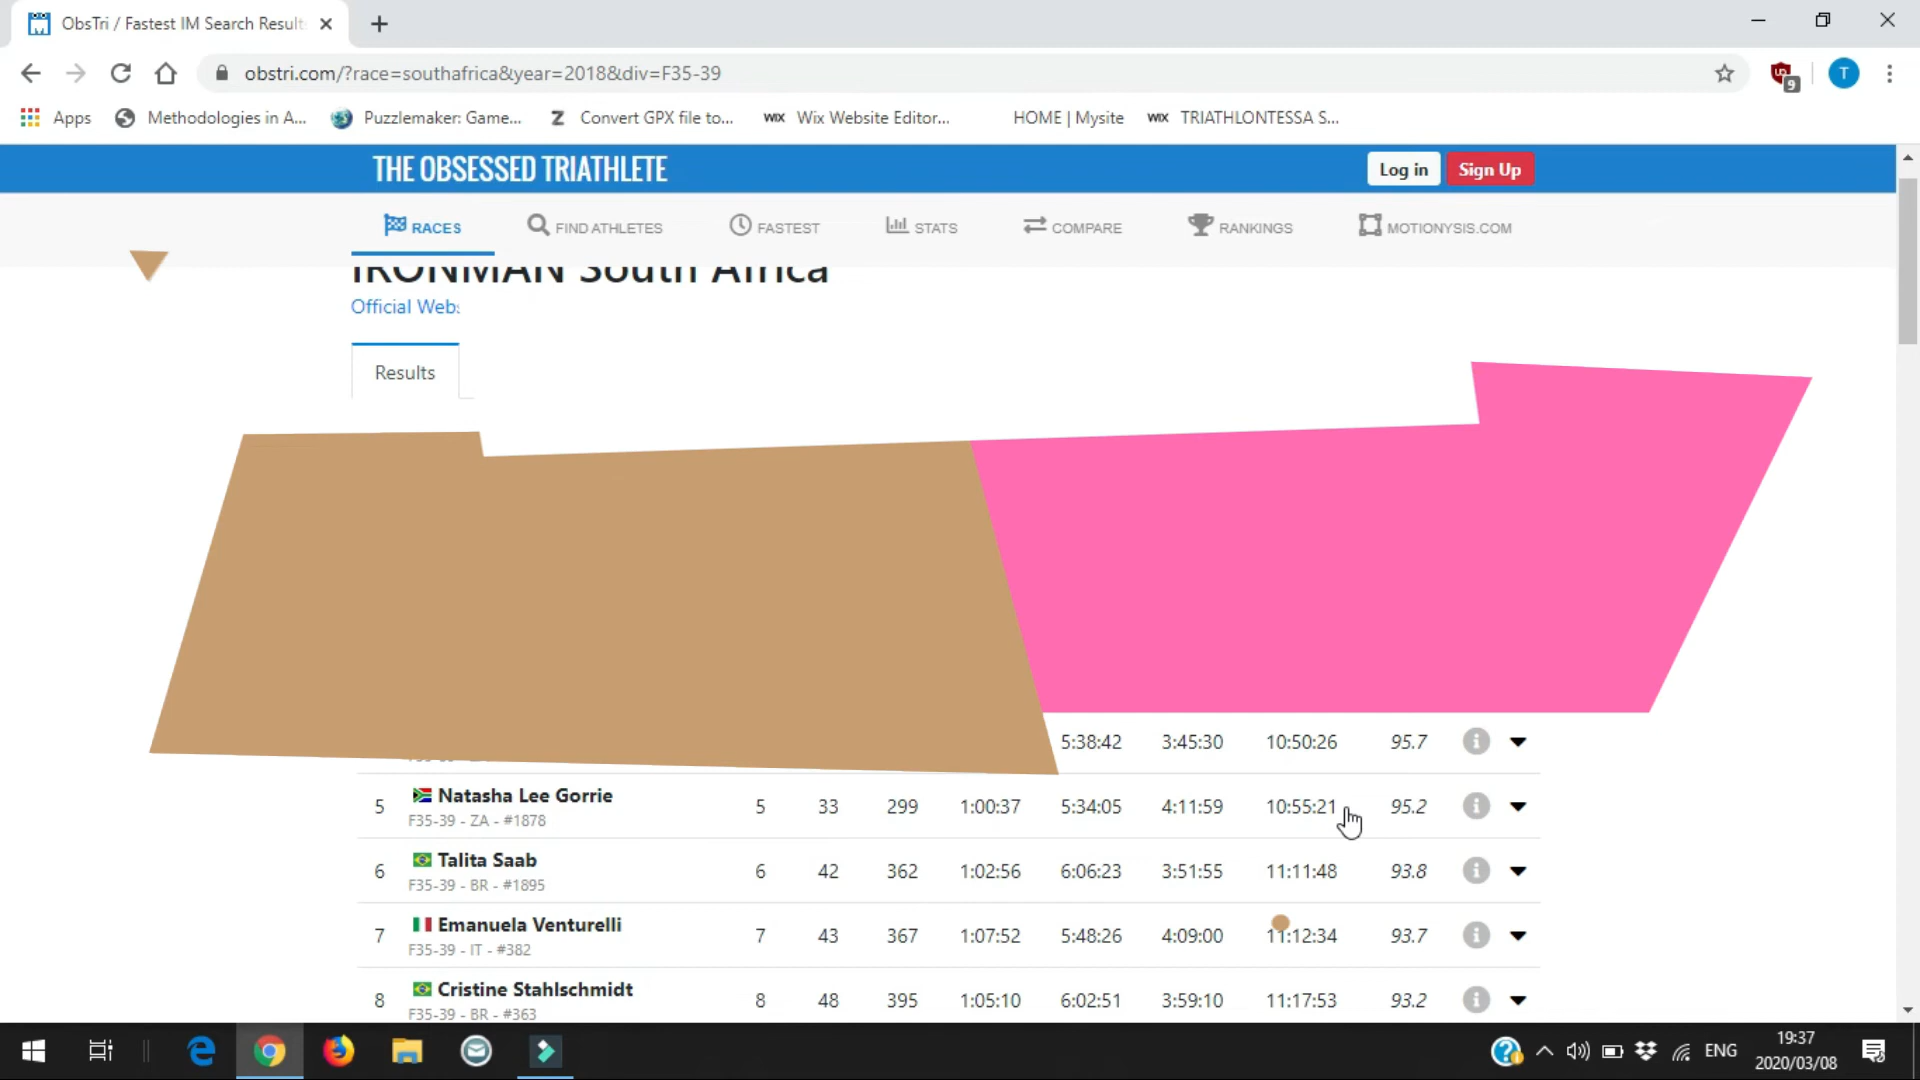 ObsTri / Fastest IM Search Result
obstri.com/?race=southafrica&year=2018&div=F35-39
9
T
Apps
Methodologies in A...
Puzzlemaker: Game...
Z Convert GPX file to...
WIX Wix Website Editor...
HOME | Mysite
WIX TRIATHLONTESSA S...
THE OBSESSED TRIATHLETE
Log in
Sign Up
RACES
FIND ATHLETES
FASTEST
STATS
COMPARE
RANKINGS
MOTIONYSIS.COM
IRONMAN South Africa
Official Webs
Results
5:38:42 3:45:30 10:50:26 95.7
5 Natasha Lee Gorrie 5 33 299 1:00:37 5:34:05 4:11:59 10:55:21 95.2
F35-39 - ZA - #1878
6 Talita Saab 6 42 362 1:02:56 6:06:23 3:51:55 11:11:48 93.8
F35-39 - BR - #1895
7 Emanuela Venturelli 7 43 367 1:07:52 5:48:26 4:09:00 11:12:34 93.7
F35-39 - IT - #382
8 Cristine Stahlschmidt 8 48 395 1:05:10 6:02:51 3:59:10 11:17:53 93.2
F35-39 - BR - #363
ENG
19:37
2020/03/08